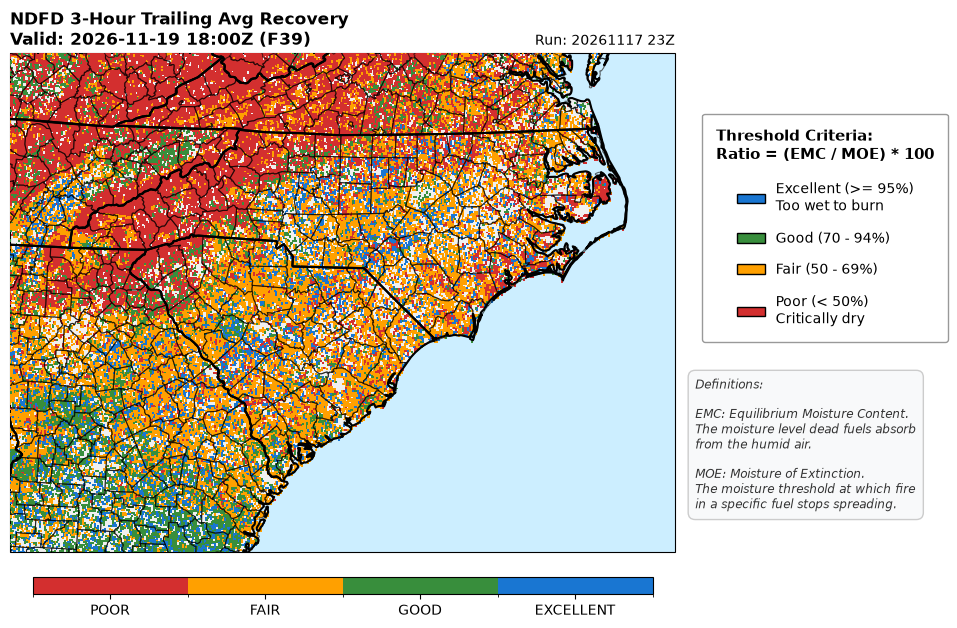 NDFD 3-Hour Trailing Avg Recovery
Valid: 2026-11-19 18:00Z (F39)
Run: 20261117 23Z
Threshold Criteria:
Ratio = (EMC / MOE) * 100
Excellent (>= 95%)
Too wet to burn
Good (70 - 94%)
Fair (50 - 69%)
Poor (< 50%)
Critically dry
Definitions:
EMC: Equilibrium Moisture Content.
The moisture level dead fuels absorb
from the humid air.
MOE: Moisture of Extinction.
The moisture threshold at which fire
in a specific fuel stops spreading.
POOR FAIR GOOD EXCELLENT